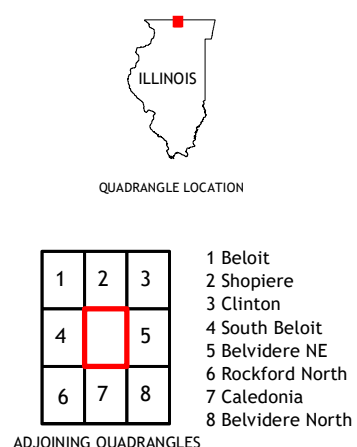 ILLINOIS
QUADRANGLE LOCATION
1 2 3
4 5
6 7 8
1 Beloit
2 Shopiere
3 Clinton
4 South Beloit
5 Belvidere NE
6 Rockford North
7 Caledonia
8 Belvidere North
ADJOINING QUADRANGLES